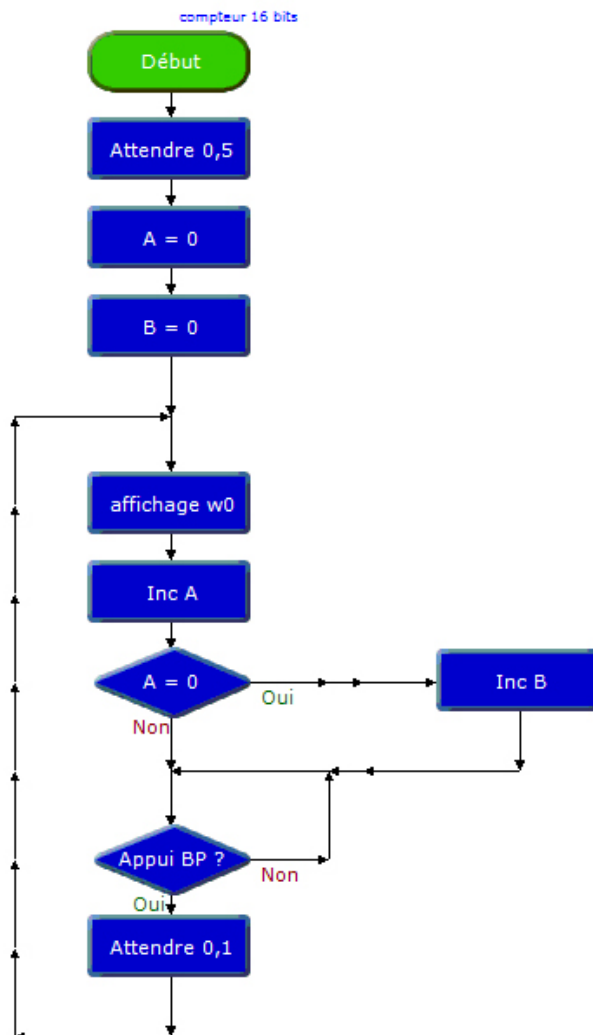 compteur 16 bits
Début
Attendre 0,5
A = 0
B = 0
affichage w0
Inc A
A = 0
Oui
Inc B
Non
Appui BP ?
Non
Oui
Attendre 0,1